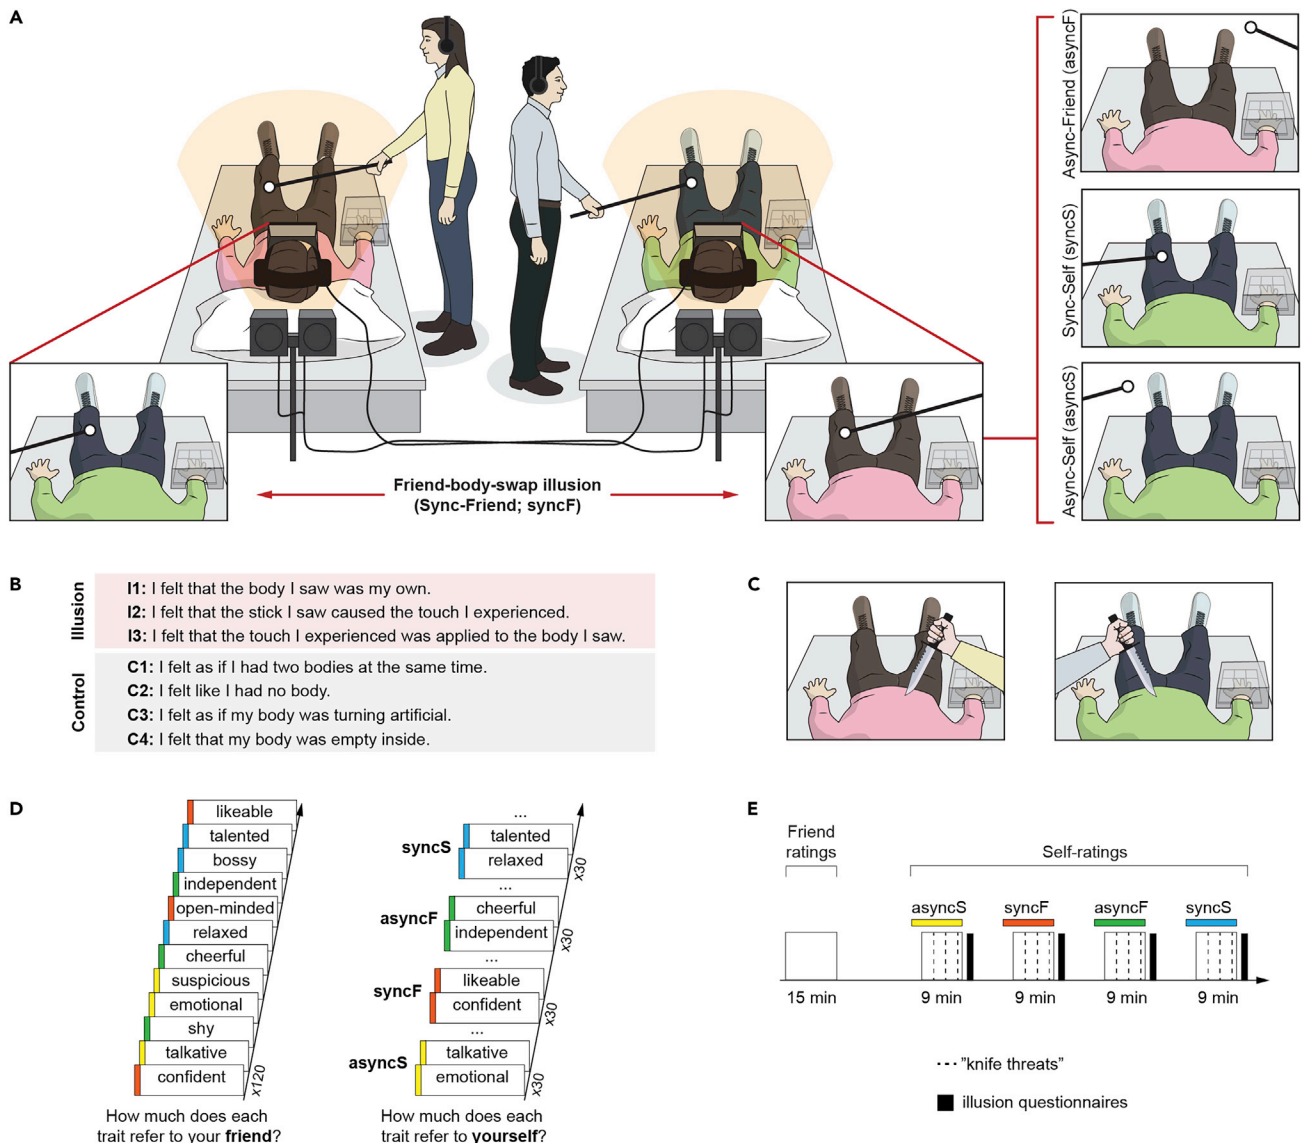 A
Async-Friend (asyncF)
Sync-Self (syncS)
Async-Self (asyncS)
Friend-body-swap illusion
(Sync-Friend; syncF)
B
Illusion
I1: I felt that the body I saw was my own.
I2: I felt that the stick I saw caused the touch I experienced.
I3: I felt that the touch I experienced was applied to the body I saw.
Control
C1: I felt as if I had two bodies at the same time.
C2: I felt like I had no body.
C3: I felt as if my body was turning artificial.
C4: I felt that my body was empty inside.
C
D
likeable
talented
bossy
independent
open-minded
relaxed
cheerful
suspicious
emotional
shy
talkative
confident
x120
How much does each
trait refer to your friend?
...
syncS
talented
relaxed
x30
...
asyncF
cheerful
independent
x30
...
syncF
likeable
confident
x30
...
asyncS
talkative
emotional
x30
How much does each
trait refer to yourself?
E
Friend
ratings
Self-ratings
asyncS
syncF
asyncF
syncS
15 min
9 min
9 min
9 min
9 min
"knife threats"
illusion questionnaires